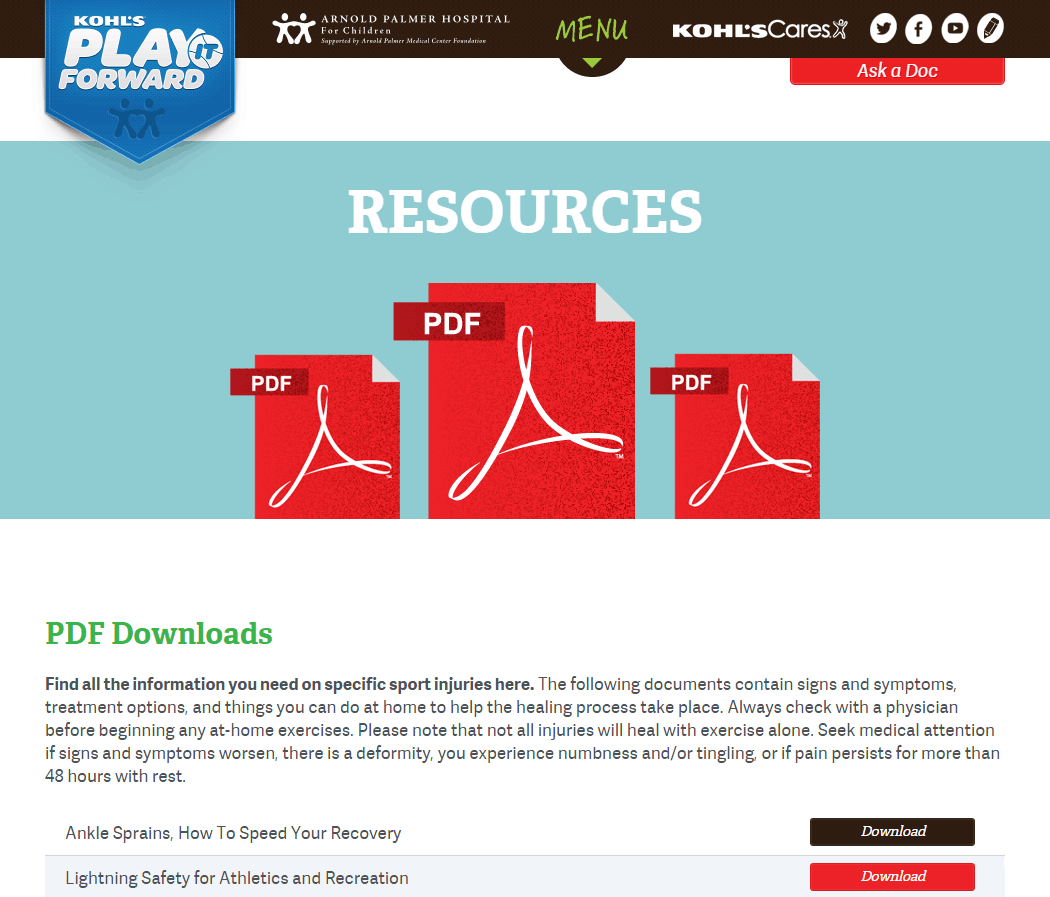 KOHL'S
PLAY IT
FORWARD
ARNOLD PALMER HOSPITAL
For Children
Supported by Arnold Palmer Medical Center Foundation
MENU
KOHL'S Cares
Ask a Doc
RESOURCES
PDF
PDF
PDF
TM
TM
TM
PDF Downloads
Find all the information you need on specific sport injuries here. The following documents contain signs and symptoms,
treatment options, and things you can do at home to help the healing process take place. Always check with a physician
before beginning any at-home exercises. Please note that not all injuries will heal with exercise alone. Seek medical attention
if signs and symptoms worsen, there is a deformity, you experience numbness and/or tingling, or if pain persists for more than
48 hours with rest.
Ankle Sprains, How To Speed Your Recovery
Download
Lightning Safety for Athletics and Recreation
Download